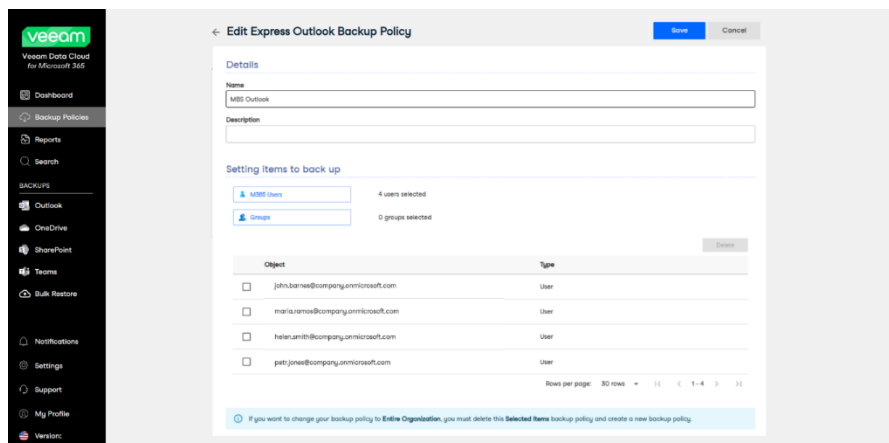 veeam
Veeam Data Cloud
for Microsoft 365
Dashboard
Backup Policies
Reports
Search
BACKUPS
Outlook
OneDrive
SharePoint
Teams
Bulk Restore
Notifications
Settings
Support
My Profile
Version:
← Edit Express Outlook Backup Policy
Save
Cancel
Details
Name
MBS Outlook
Description
Setting items to back up
M365 Users
4 users selected
Groups
0 groups selected
Delete
Object Type
john.barnes@company.onmicrosoft.com User
maria.ramos@company.onmicrosoft.com User
helen.smith@company.onmicrosoft.com User
petr.jones@company.onmicrosoft.com User
Rows per page: 30 rows 1-4
If you want to change your backup policy to Entire Organization, you must delete this Selected Items backup policy and create a new backup policy.